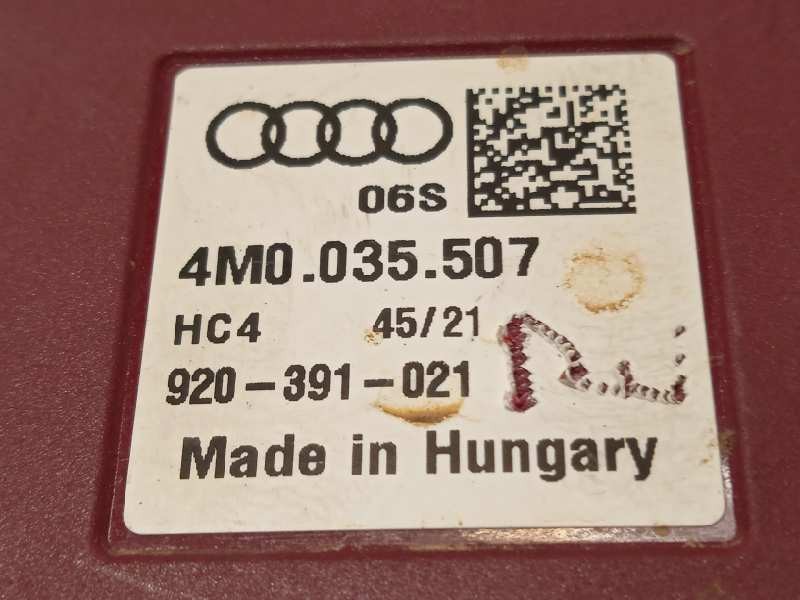 06S
4M0.035.507
HC4 45/21
920-391-021
Made in Hungary